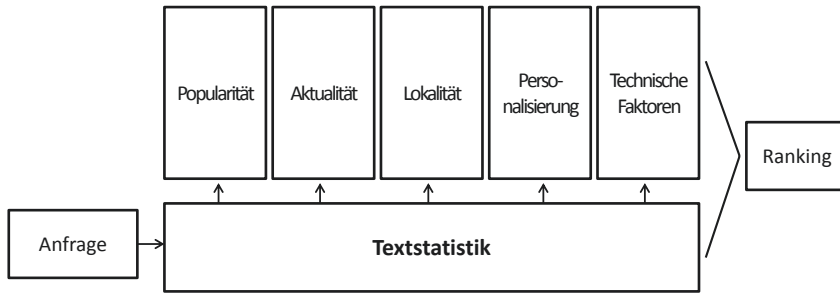 Popularität
Aktualität
Lokalität
Perso-
nalisierung
Technische
Faktoren
Ranking
Anfrage
Textstatistik